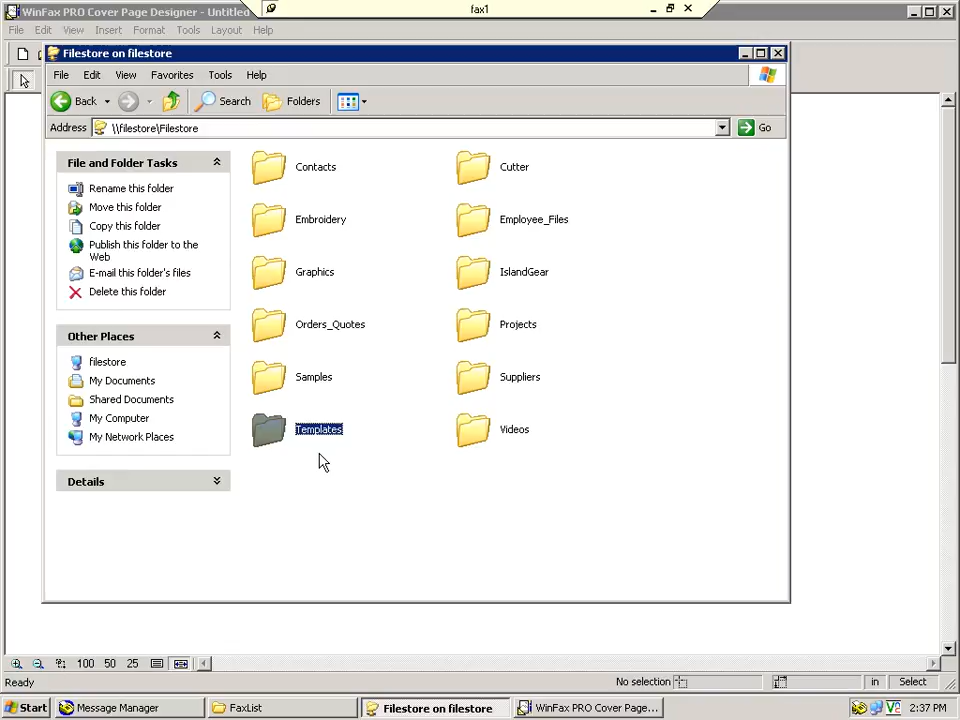 WinFax PRO Cover Page Designer - Untitled
fax1
File Edit View Insert Format Tools Layout Help
Filestore on filestore
File Edit View Favorites Tools Help
Back Search Folders
Address \\filestore\Filestore Go
File and Folder Tasks
Rename this folder
Move this folder
Copy this folder
Publish this folder to the
Web
E-mail this folder's files
Delete this folder
Other Places
filestore
My Documents
Shared Documents
My Computer
My Network Places
Details
Contacts Cutter
Embroidery Employee_Files
Graphics IslandGear
Orders_Quotes Projects
Samples Suppliers
Templates Videos
100 50 25
Ready No selection in Select
Start Message Manager FaxList Filestore on filestore WinFax PRO Cover Page... 2:37 PM